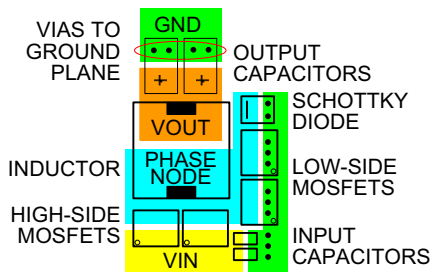 VIAS TO
GROUND
PLANE
GND
OUTPUT
CAPACITORS
+ +
VOUT
SCHOTTKY
DIODE
INDUCTOR
PHASE
NODE
LOW-SIDE
MOSFETS
HIGH-SIDE
MOSFETS
VIN
INPUT
CAPACITORS